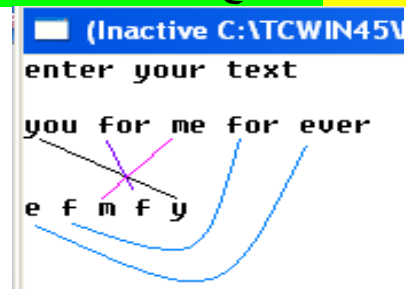 (Inactive C:\TCWIN45\
enter your text
you for me for ever
e f m f y